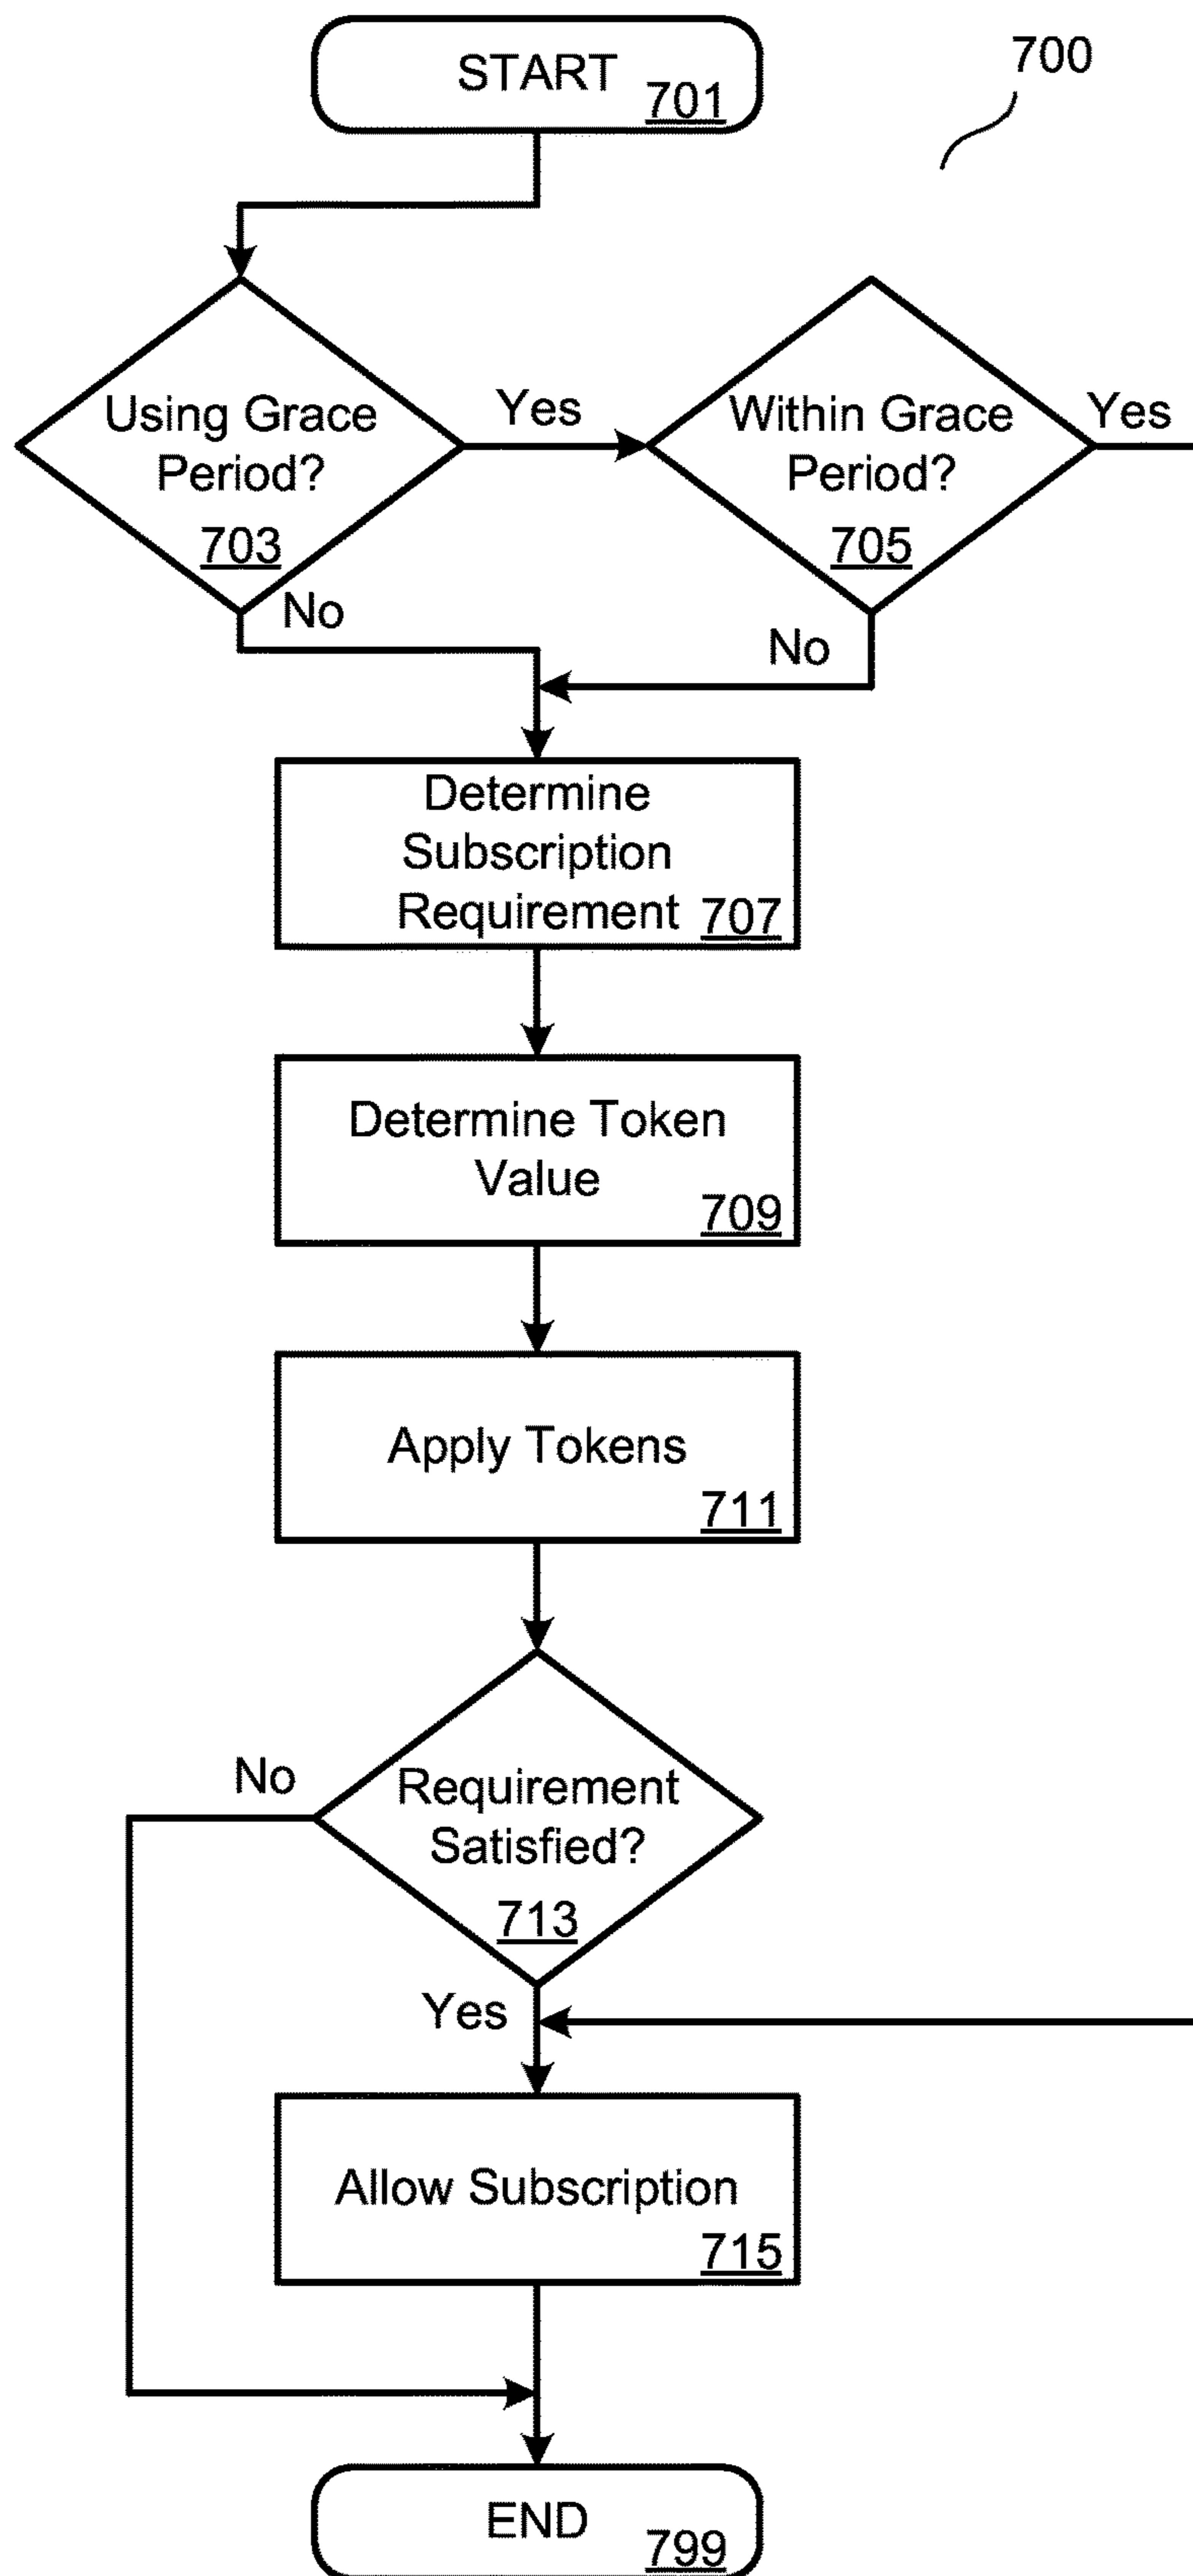 START
701
700
Using Grace
Period?
703
Yes
Within Grace
Period?
705
Yes
No
No
Determine
Subscription
Requirement
707
Determine Token
Value
709
Apply Tokens
711
No
Requirement
Satisfied?
713
Yes
Allow Subscription
715
END
799